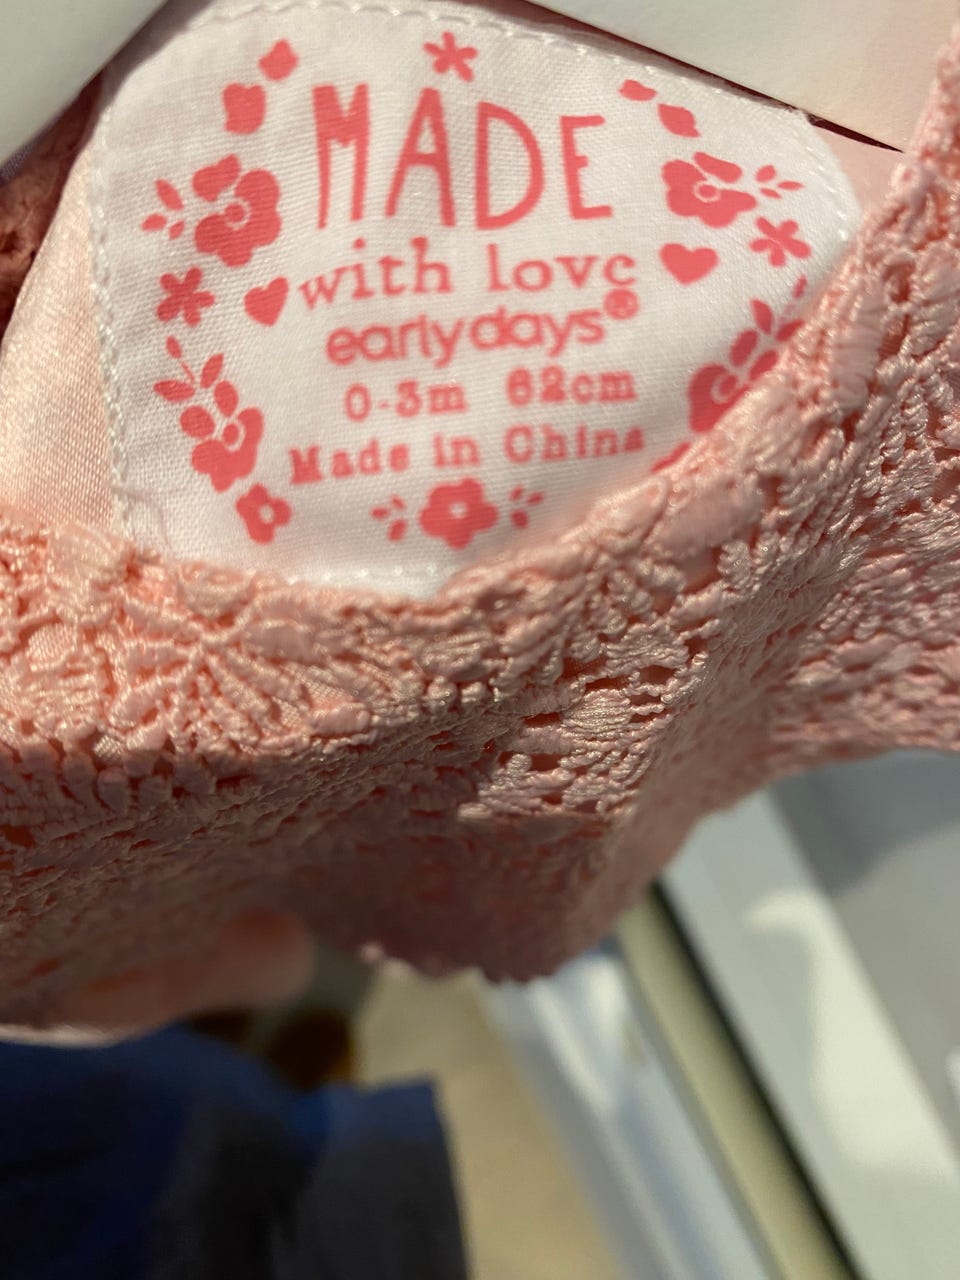 MADE
with love
earlydays®
0-3m 62cm
Made in China